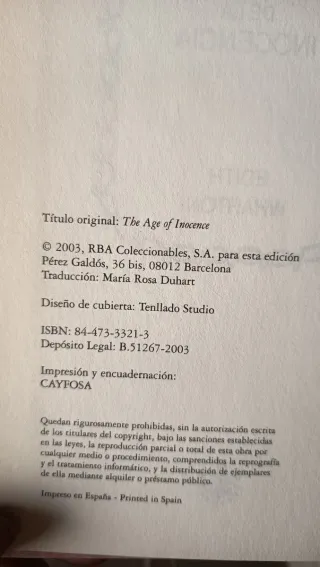 Título original: The Age of Inocence
© 2003, RBA Coleccionables, S.A. para esta edición
Pérez Galdós, 36 bis, 08012 Barcelona
Traducción: María Rosa Duhart
Diseño de cubierta: Tenllado Studio
ISBN: 84-473-3321-3
Depósito Legal: B.51267-2003
Impresión y encuadernación:
CAYFOSA
Quedan rigurosamente prohibidas, sin la autorización escrita
de los titulares del copyright, bajo las sanciones establecidas
en las leyes, la reproducción parcial o total de esta obra por
cualquier medio o procedimiento, comprendidos la reprografía
y el tratamiento informático, y la distribución de ejemplares
de ella mediante alquiler o préstamo público.
Impreso en España - Printed in Spain